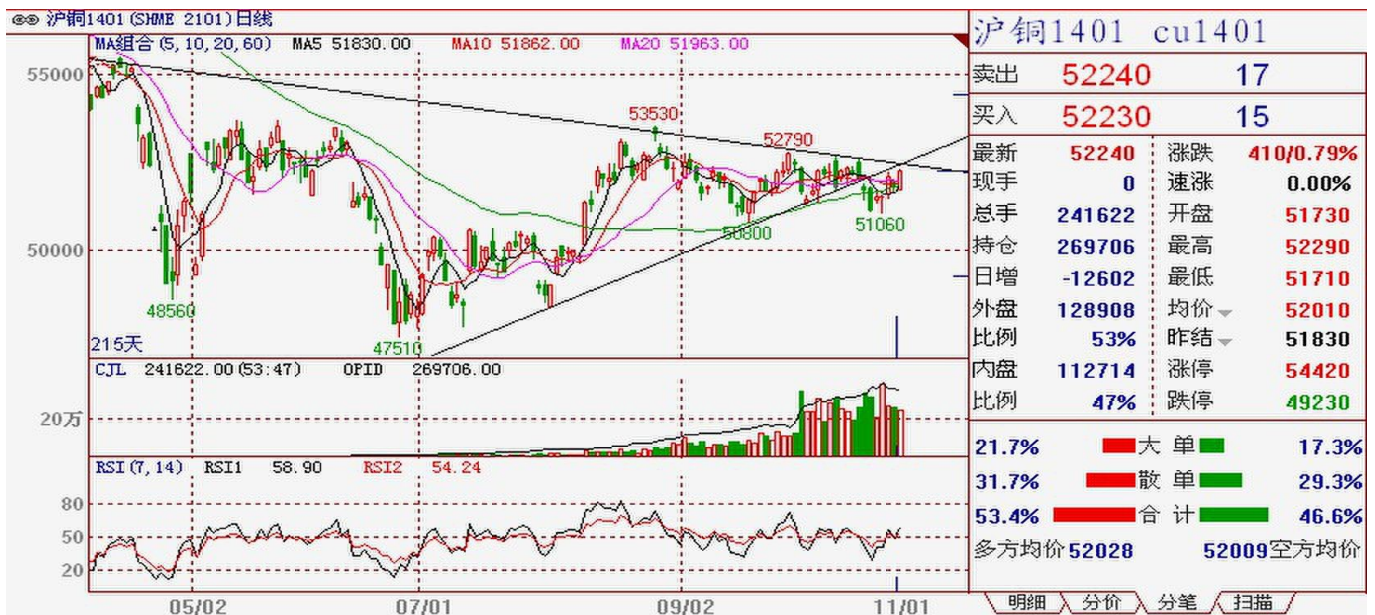 沪铜1401(SHME 2101)日线
MA组合(5,10,20,60) MA5 51830.00 MA10 51862.00 MA20 51963.00
55000
53530
52790
50000
50800
51060
48560
47510
215天
CJL 241622.00(53:47) OPID 269706.00
20万
RSI(7,14) RSI1 58.90 RSI2 54.24
80
50
20
05/02 07/01 09/02 11/01
沪铜1401 cu1401
卖出 52240 17
买入 52230 15
最新 52240 涨跌 410/0.79%
现手 0 速涨 0.00%
总手 241622 开盘 51730
持仓 269706 最高 52290
日增 -12602 最低 51710
外盘 128908 均价 52010
比例 53% 昨结 51830
内盘 112714 涨停 54420
比例 47% 跌停 49230
21.7% 大单 17.3%
31.7% 散单 29.3%
53.4% 合计 46.6%
多方均价 52028 52009 空方均价
明细 分价 分笔 扫描